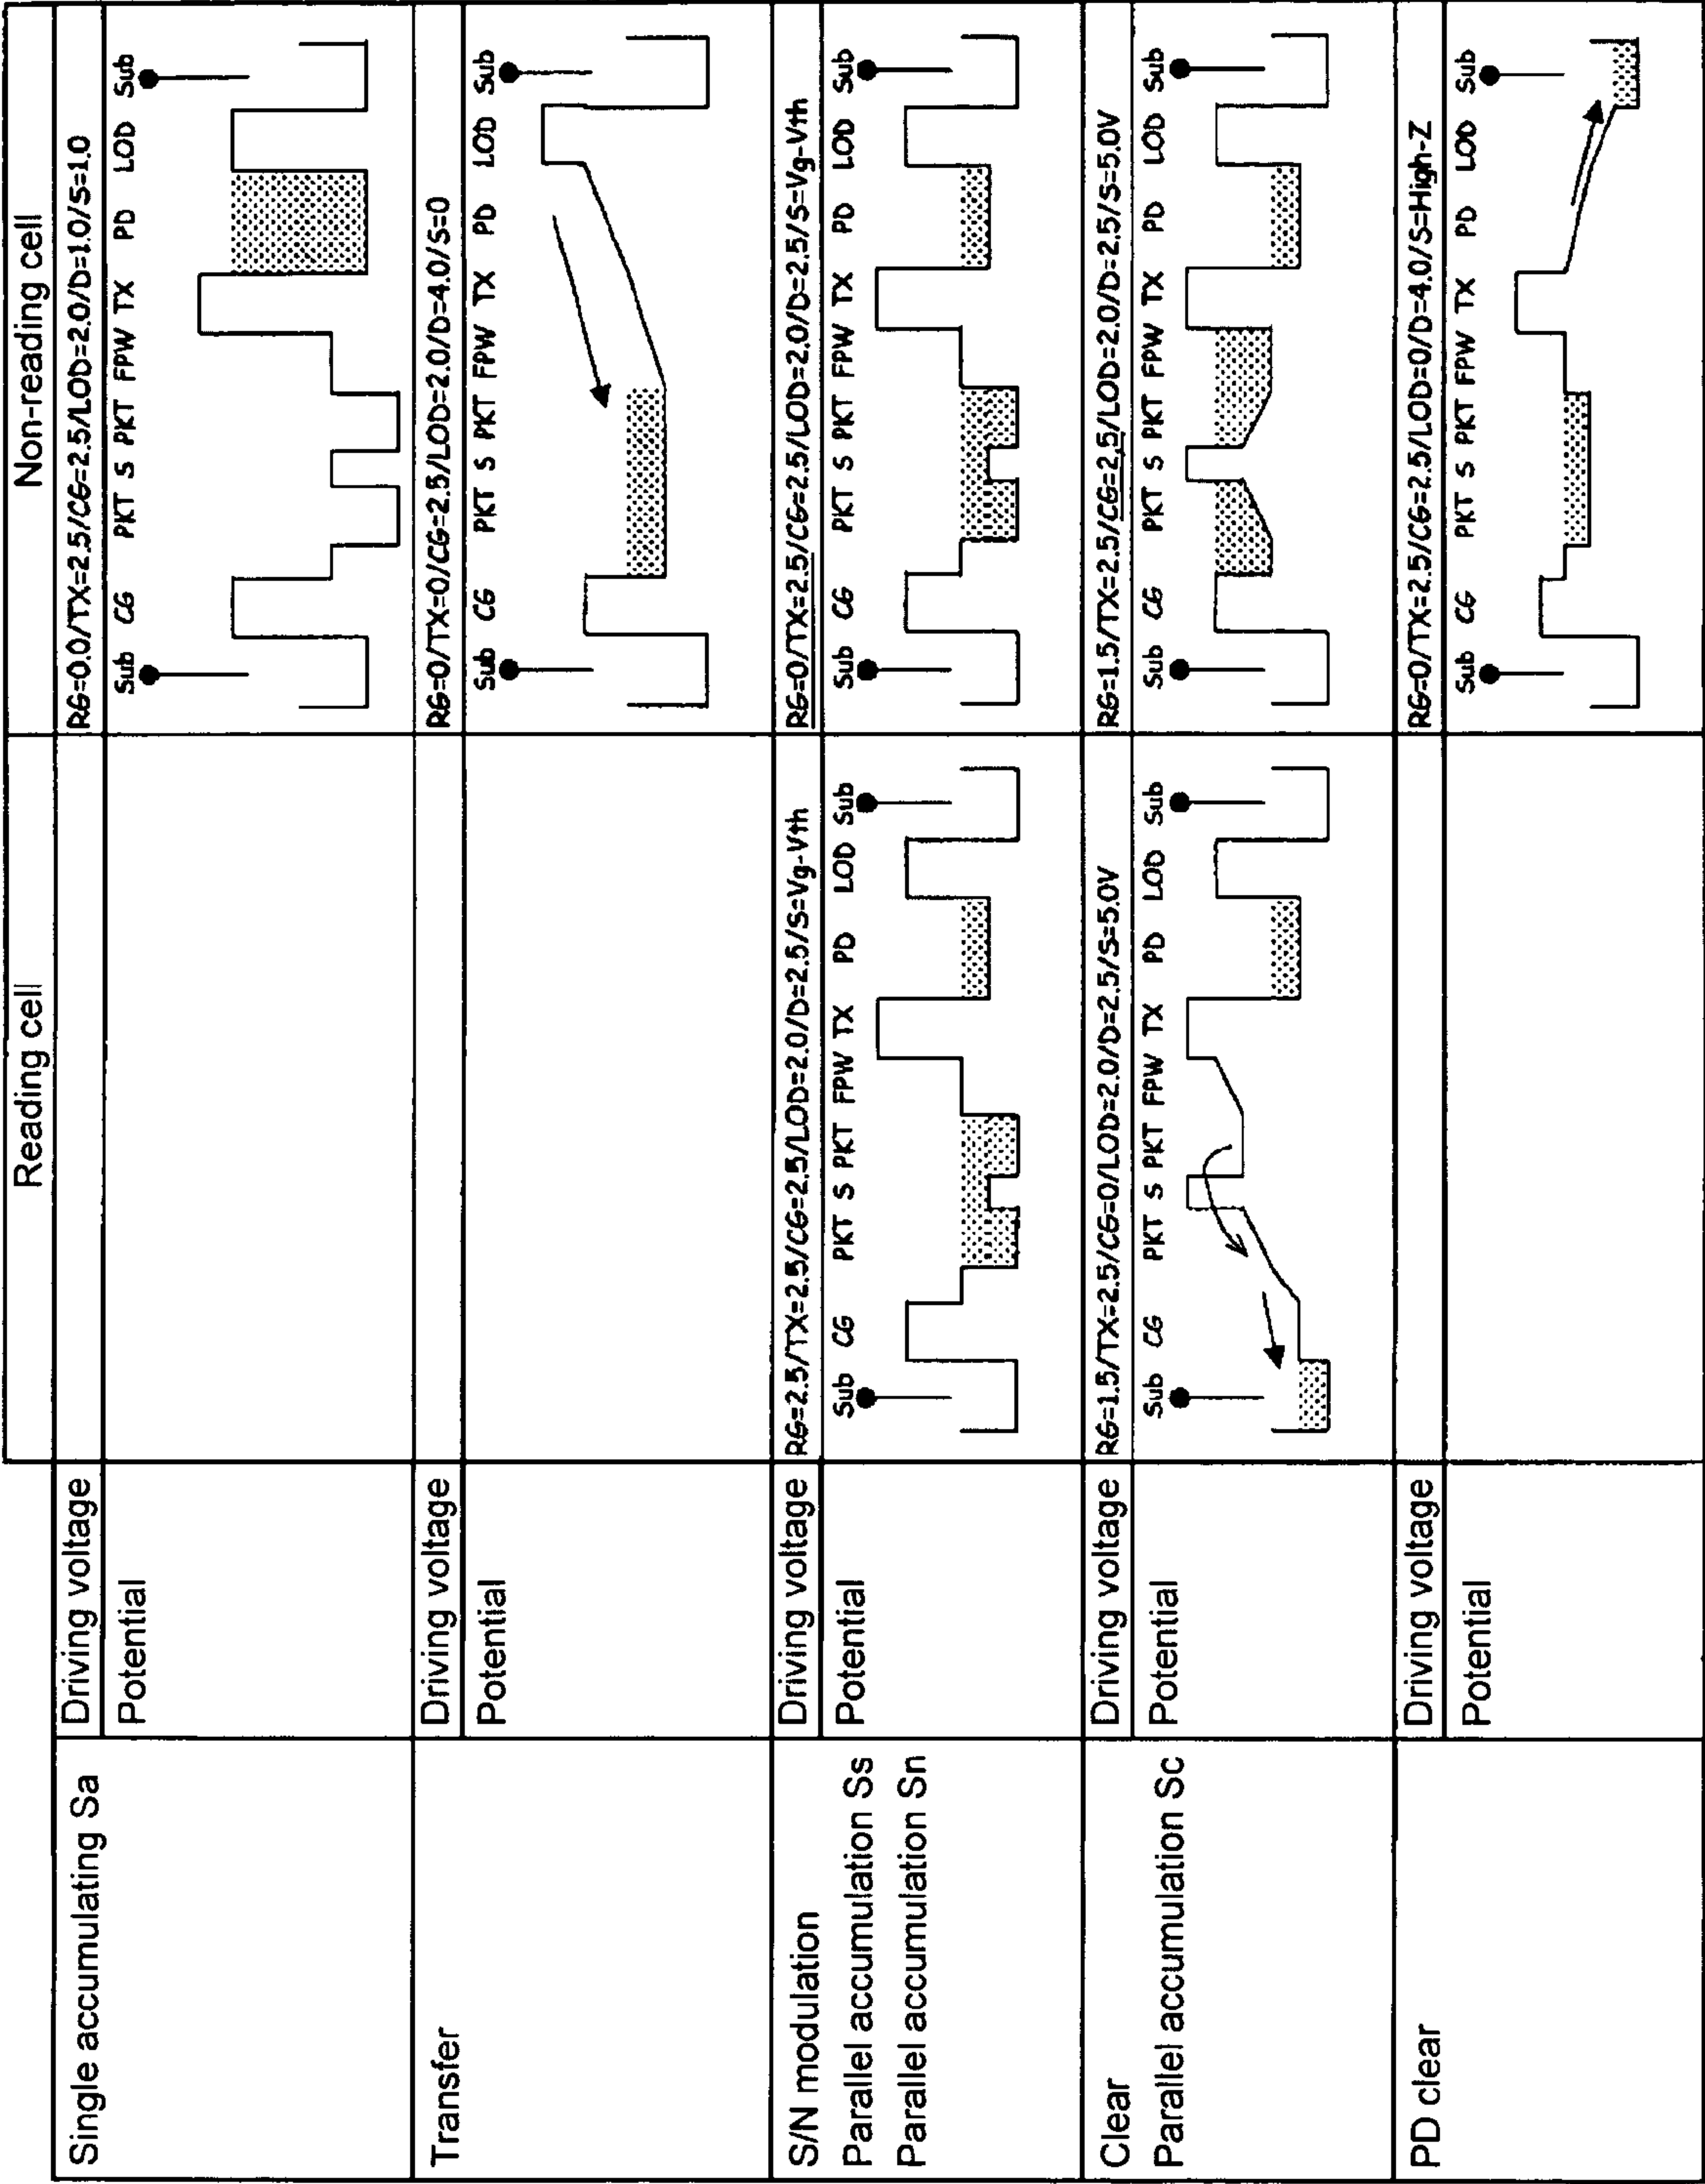 Reading cell
Non-reading cell
Single accumulating Sa
Driving voltage
RG=0.0/TX=2.5/CG=2.5/LOD=2.0/D=1.0/S=1.0
Potential
Sub CG PKT S PKT FPW TX PD LOD Sub
Transfer
Driving voltage
RG=0/TX=0/CG=2.5/LOD=2.0/D=4.0/S=0
Potential
Sub CG PKT S PKT FPW TX PD LOD Sub
S/N modulation
Parallel accumulation Ss
Parallel accumulation Sn
Driving voltage
RG=2.5/TX=2.5/CG=2.5/LOD=2.0/D=2.5/S=Vg-Vth
RG=0/TX=2.5/CG=2.5/LOD=2.0/D=2.5/S=Vg-Vth
Potential
Sub CG PKT S PKT FPW TX PD LOD Sub
Sub CG PKT S PKT FPW TX PD LOD Sub
Clear
Parallel accumulation Sc
Driving voltage
RG=1.5/TX=2.5/CG=0/LOD=2.0/D=2.5/S=5.0V
RG=1.5/TX=2.5/CG=2.5/LOD=2.0/D=2.5/S=5.0V
Potential
Sub CG PKT S PKT FPW TX PD LOD Sub
Sub CG PKT S PKT FPW TX PD LOD Sub
PD clear
Driving voltage
RG=0/TX=2.5/CG=2.5/LOD=0/D=4.0/S=High-Z
Potential
Sub CG PKT S PKT FPW TX PD LOD Sub